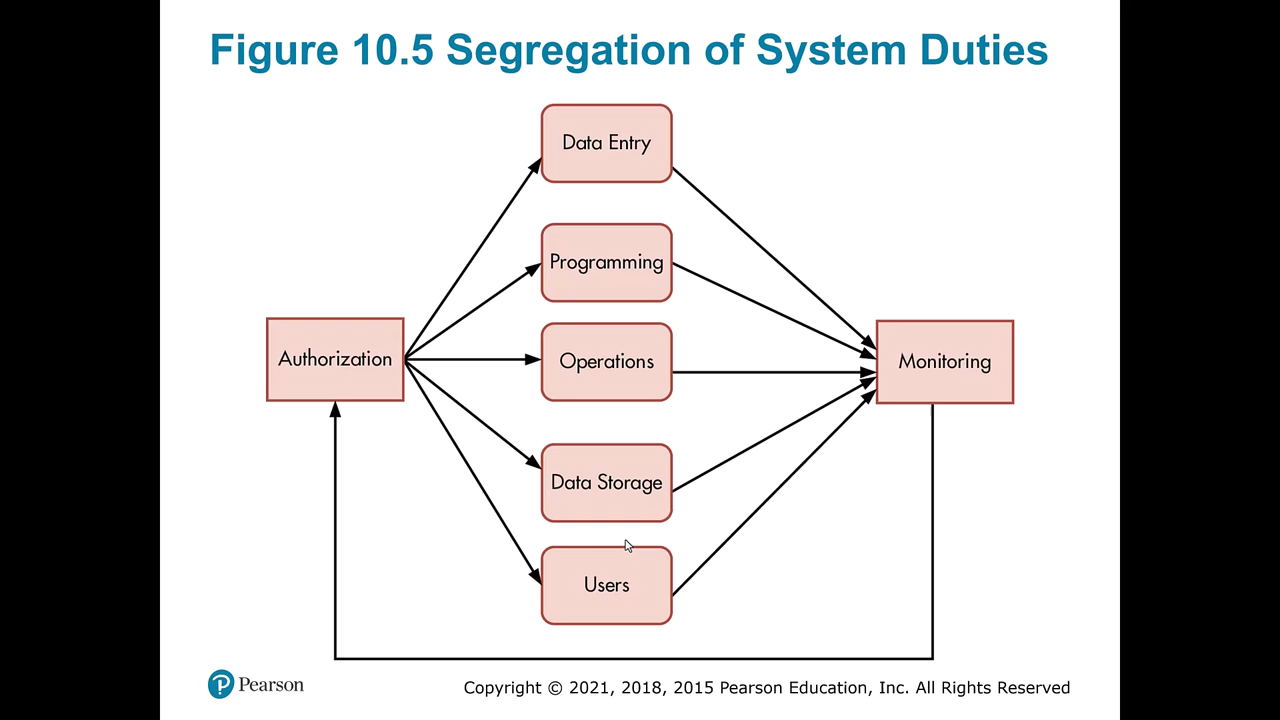 Figure 10.5 Segregation of System Duties
Data Entry
Programming
Authorization
Operations
Monitoring
Data Storage
Users
Pearson
Copyright © 2021, 2018, 2015 Pearson Education, Inc. All Rights Reserved